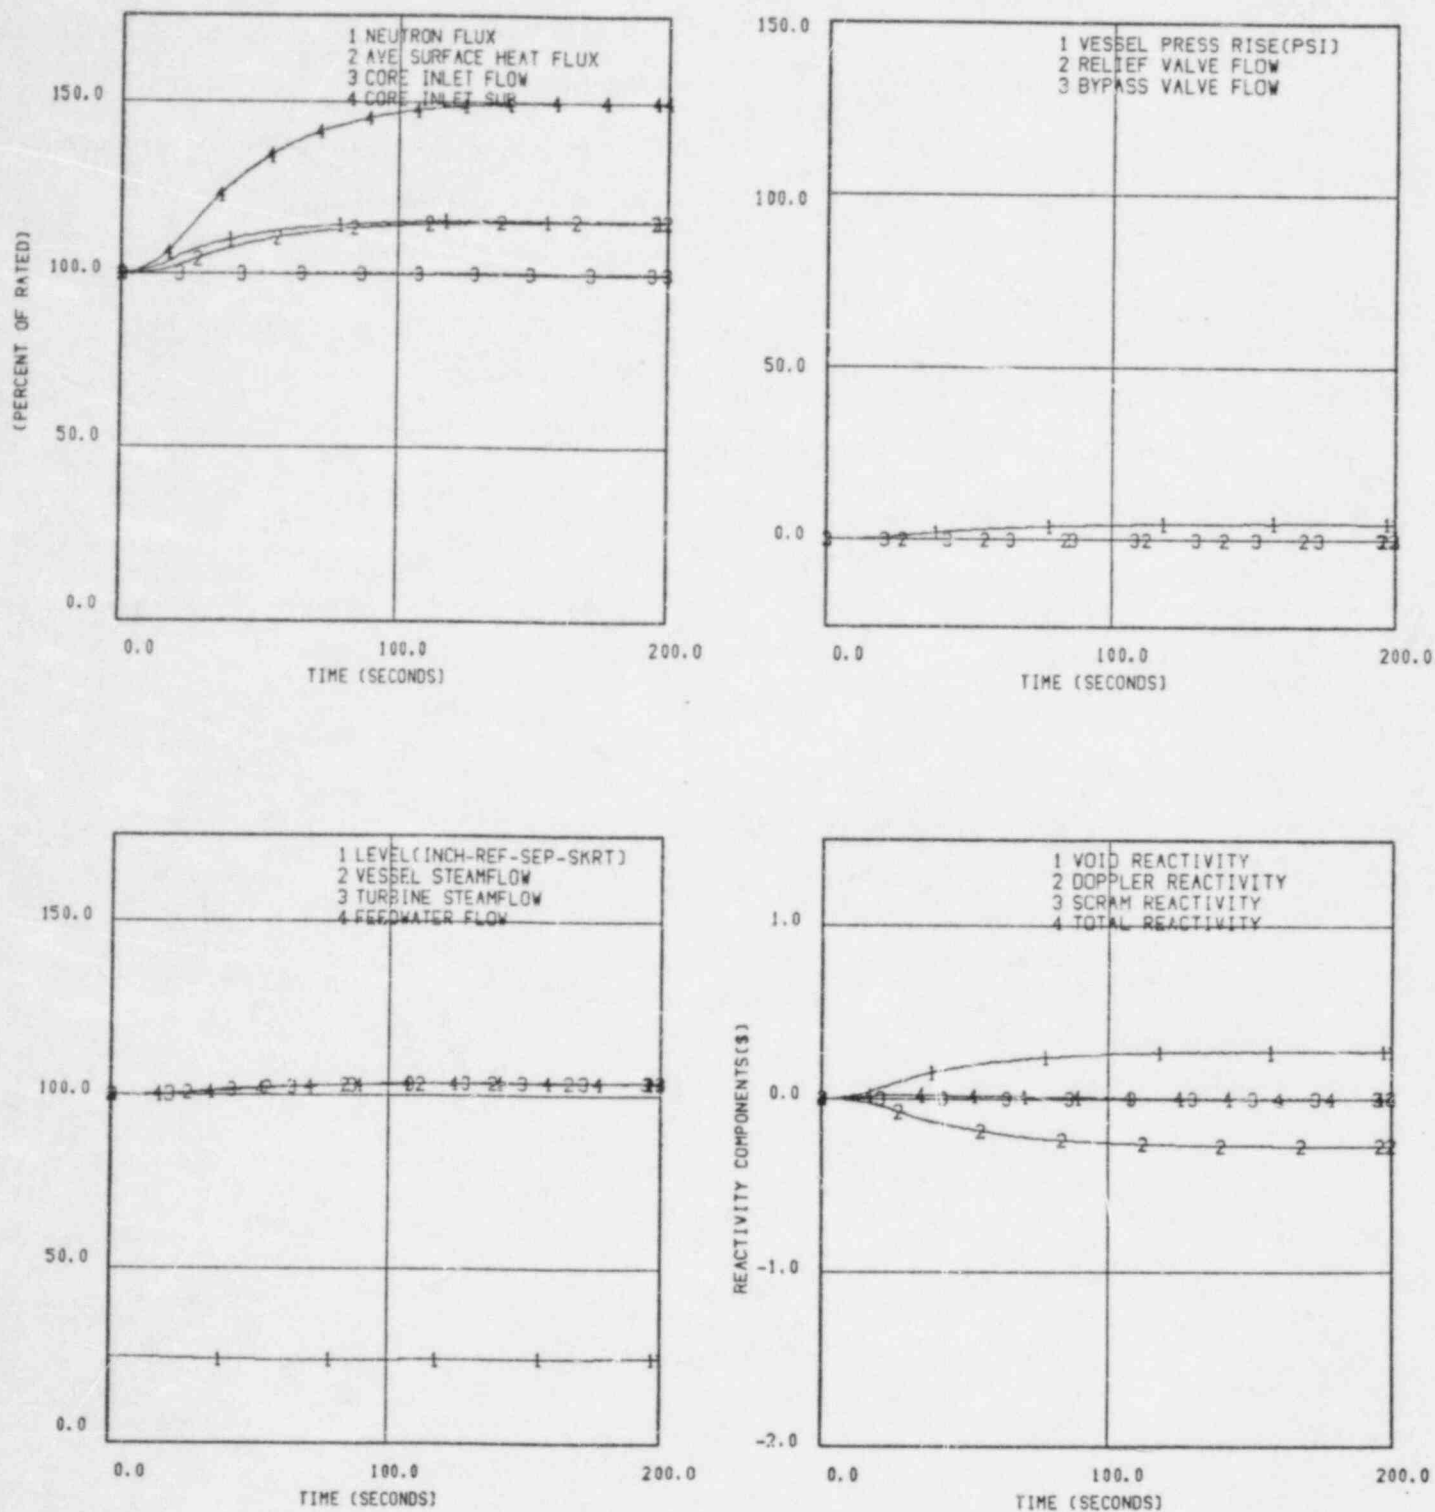 1 NEUTRON FLUX
2 AVE SURFACE HEAT FLUX
3 CORE INLET FLOW
4 CORE INLET SUB
(PERCENT OF RATED)
150.0
100.0
50.0
0.0
0.0 100.0 200.0
TIME (SECONDS)
1 VESSEL PRESS RISE(PSI)
2 RELIEF VALVE FLOW
3 BYPASS VALVE FLOW
150.0
100.0
50.0
0.0
0.0 100.0 200.0
TIME (SECONDS)
1 LEVEL(INCH-REF-SEP-SKRT)
2 VESSEL STEAMFLOW
3 TURBINE STEAMFLOW
4 FEEDWATER FLOW
150.0
100.0
50.0
0.0
0.0 100.0 200.0
TIME (SECONDS)
1 VOID REACTIVITY
2 DOPPLER REACTIVITY
3 SCRAM REACTIVITY
4 TOTAL REACTIVITY
REACTIVITY COMPONENTS($)
1.0
0.0
-1.0
-2.0
0.0 100.0 200.0
TIME (SECONDS)